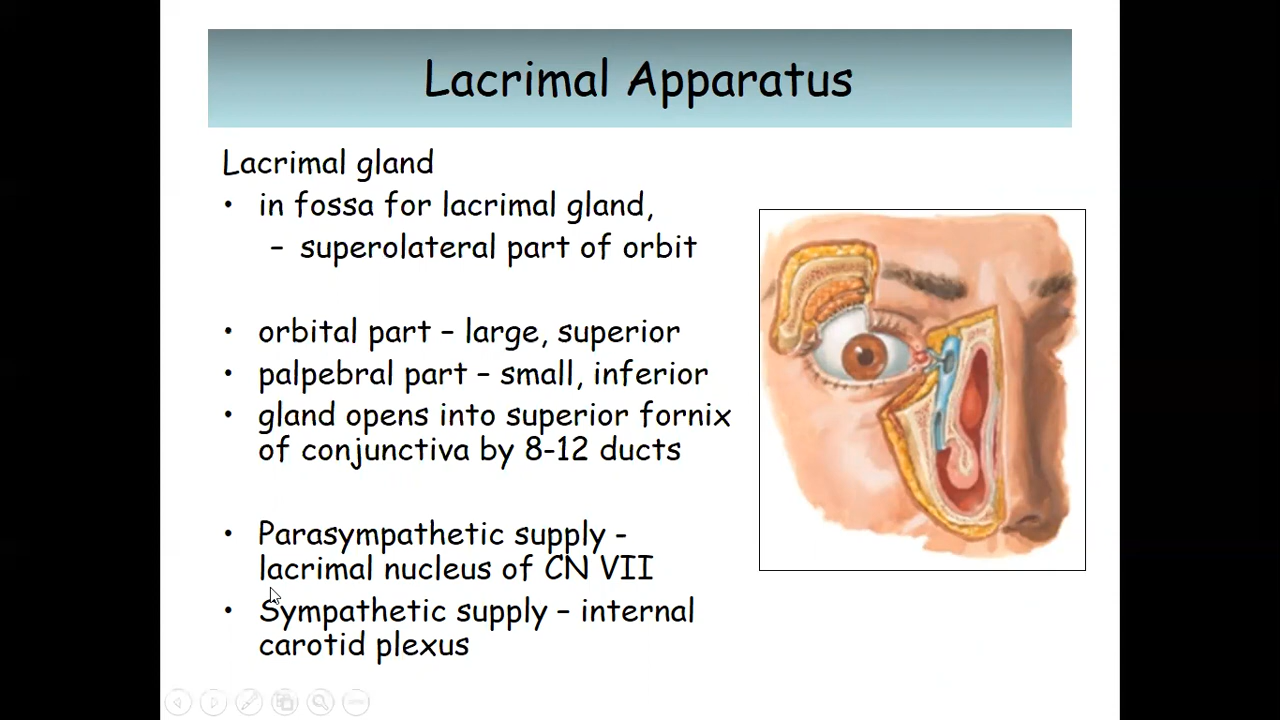 Lacrimal Apparatus
Lacrimal gland
• in fossa for lacrimal gland,
– superolateral part of orbit
• orbital part – large, superior
• palpebral part – small, inferior
• gland opens into superior fornix
of conjunctiva by 8-12 ducts
• Parasympathetic supply -
lacrimal nucleus of CN VII
• Sympathetic supply – internal
carotid plexus